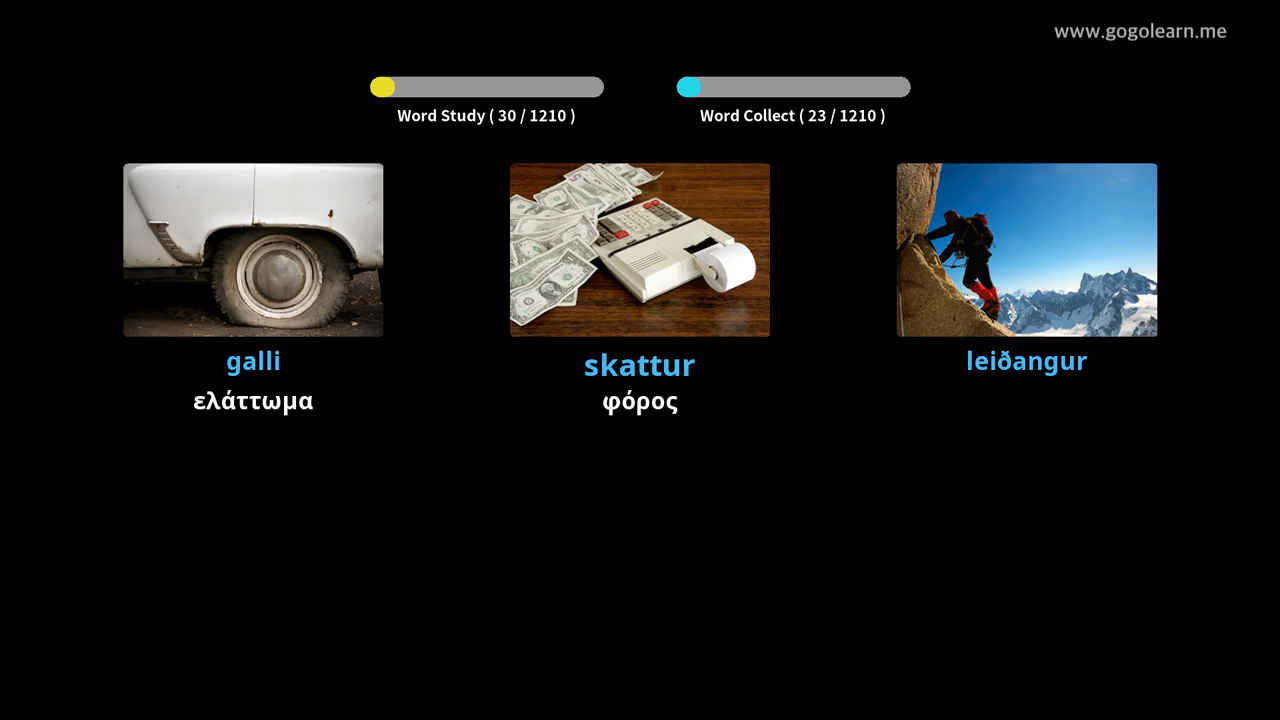 www.gogolearn.me
Word Study ( 30 / 1210 )
Word Collect ( 23 / 1210 )
galli
ελάττωμα
skattur
φόρος
leiðangur